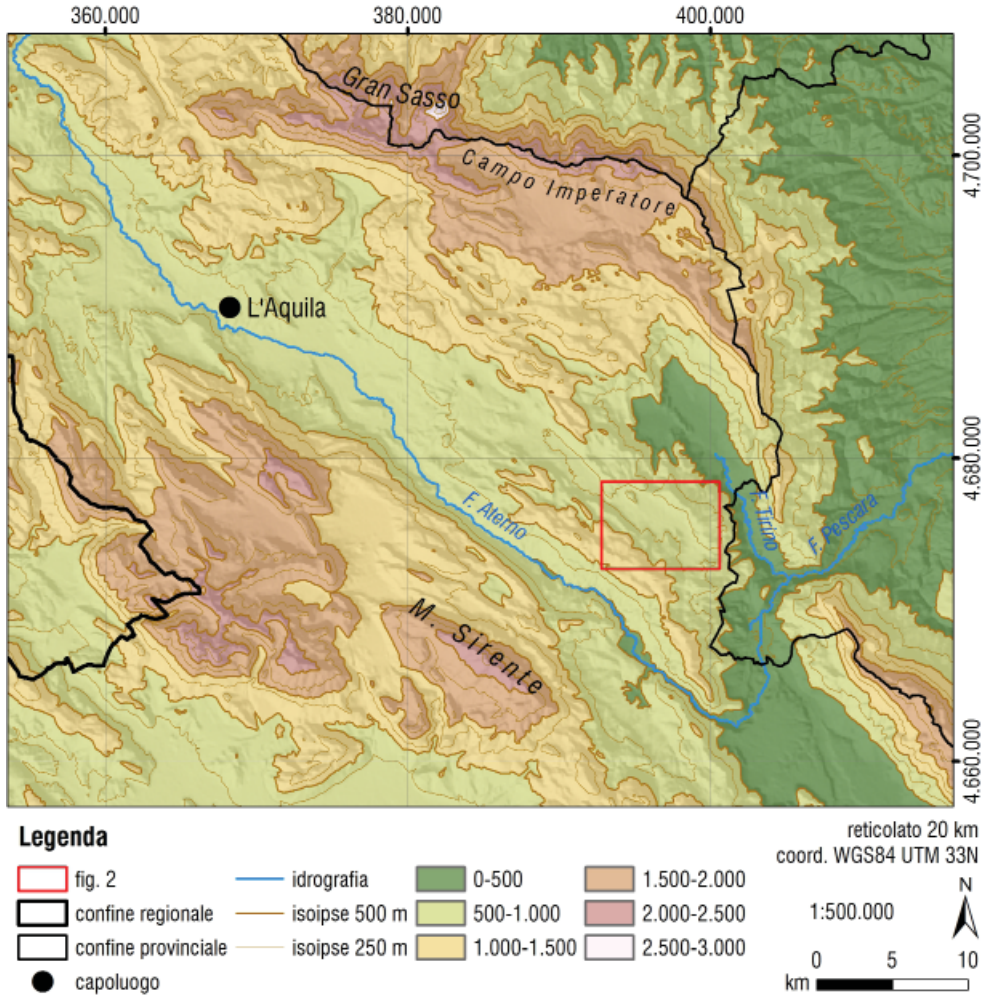 360.000 380.000 400.000
Gran Sasso
4.700.000
Campo Imperatore
L'Aquila
4.680.000
F. Aterno
F. Tirino
F. Pescara
M. Sirente
4.660.000
Legenda
reticolato 20 km
coord. WGS84 UTM 33N
fig. 2 idrografia 0-500 1.500-2.000
N
confine regionale isoipse 500 m 500-1.000 2.000-2.500 1:500.000
confine provinciale isoipse 250 m 1.000-1.500 2.500-3.000
0 5 10
capoluogo
km